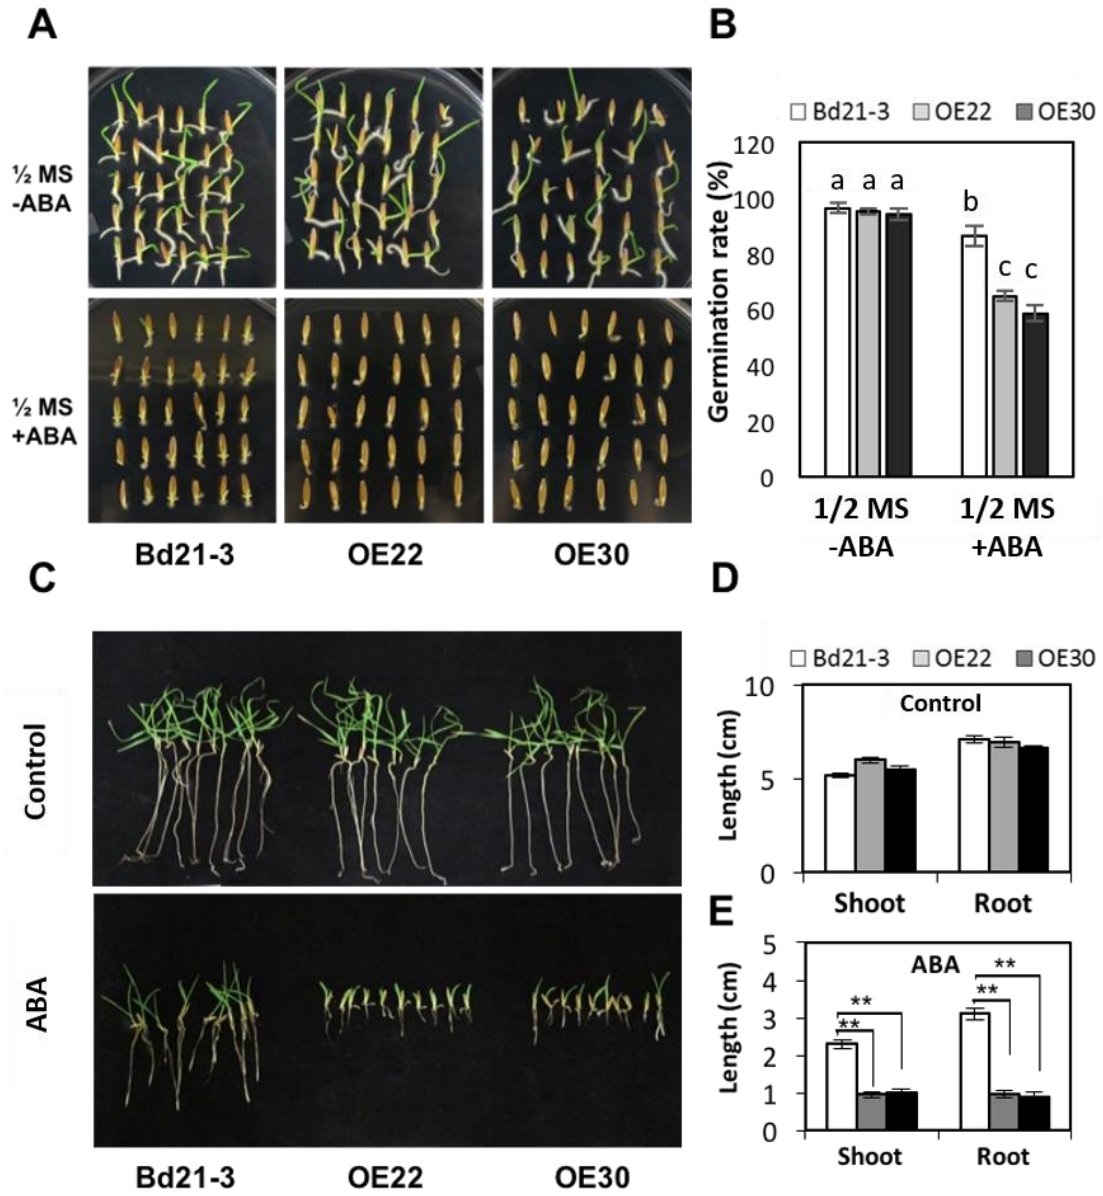 A
B
Bd21-3 OE22 OE30
½ MS
-ABA
½ MS
+ABA
Bd21-3 OE22 OE30
Germination rate (%)
120
100
80
60
40
20
0
a a a b c c
1/2 MS 1/2 MS
-ABA +ABA
C
D
Control
ABA
Bd21-3 OE22 OE30
Bd21-3 OE22 OE30
Length (cm)
10
5
0
Control
Shoot Root
E
Length (cm)
5
4
3
2
1
0
ABA
**
**
**
**
Shoot Root